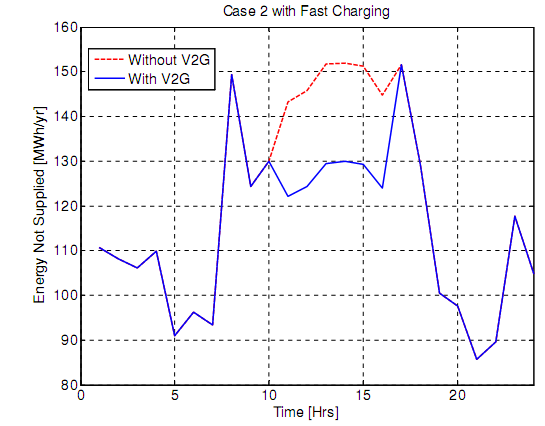 Case 2 with Fast Charging
160
150
140
130
120
110
100
90
80
Energy Not Supplied [MWh/yr]
Without V2G
With V2G
0
5
10
15
20
Time [Hrs]